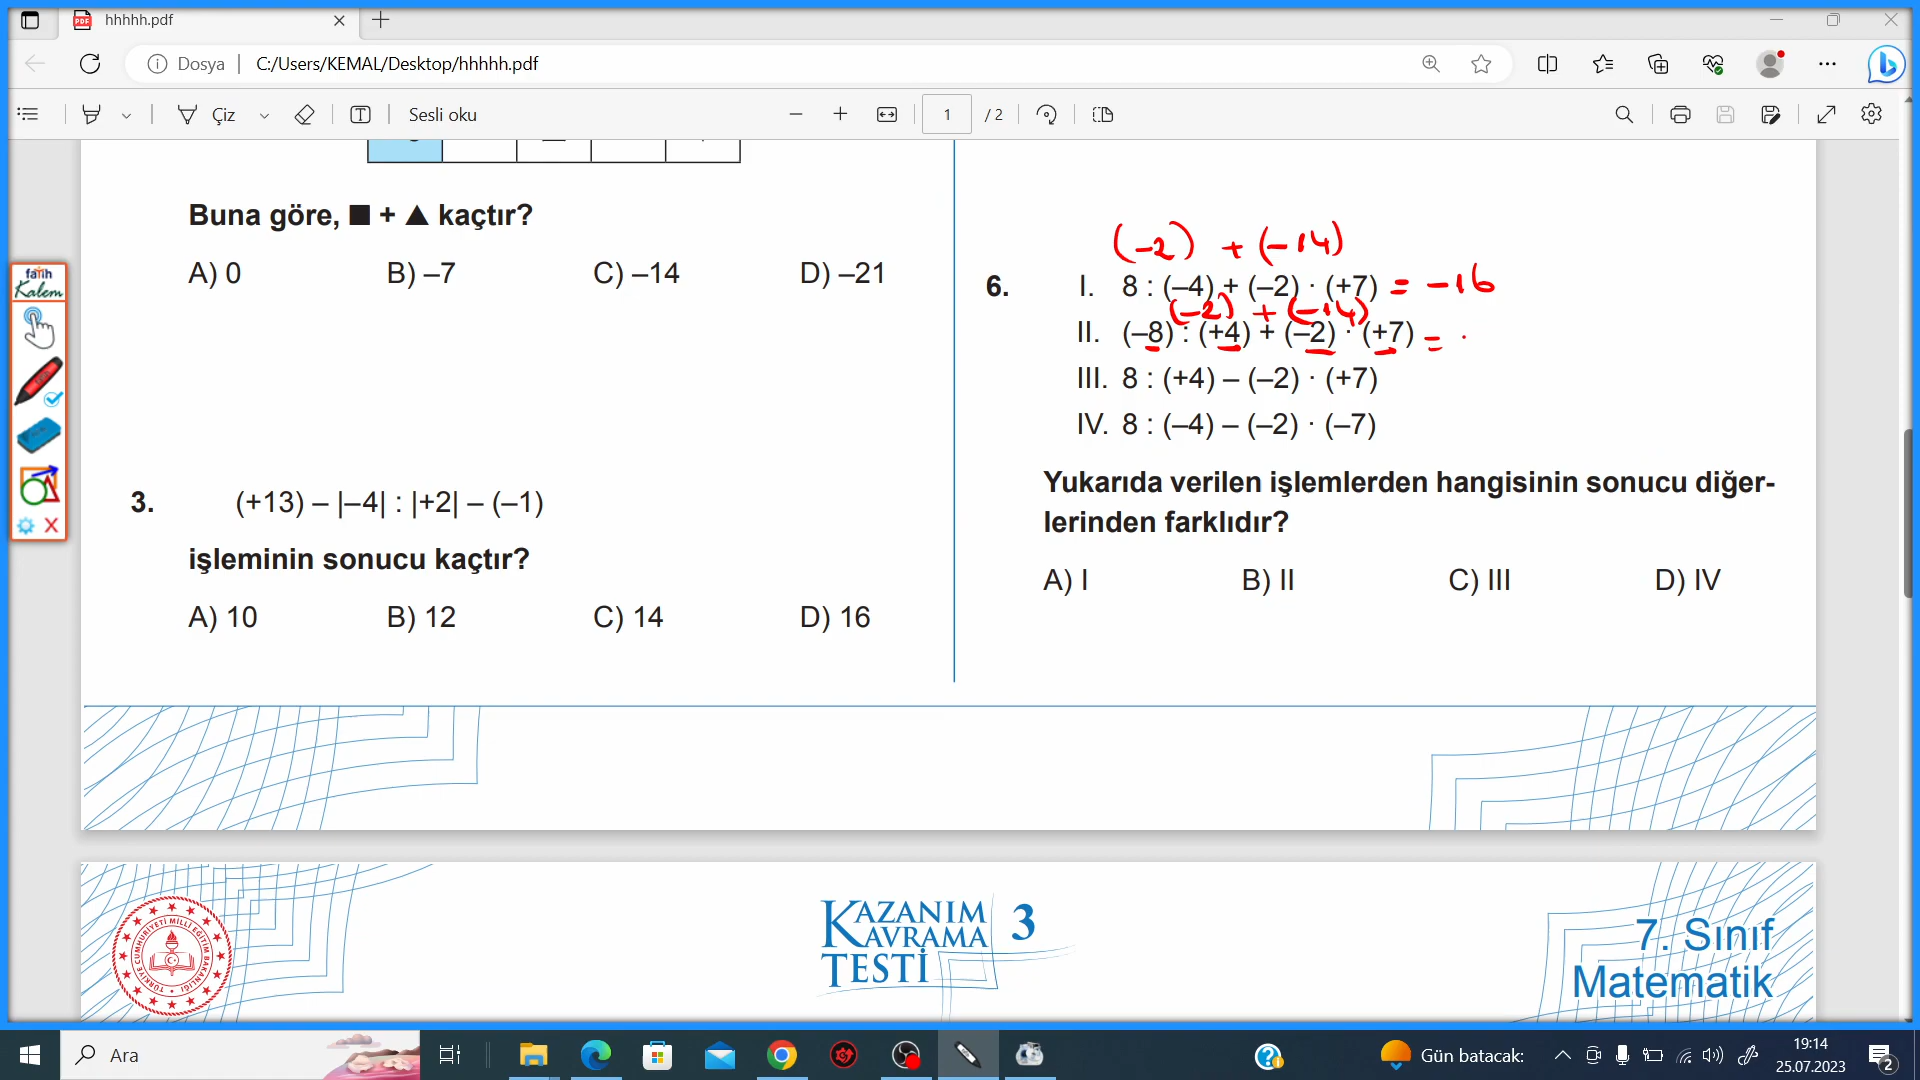 hhhhh.pdf
Dosya
C:/Users/KEMAL/Desktop/hhhhh.pdf
Çiz
Sesli oku
1
/ 2
Buna göre, ■ + ▲ kaçtır?
A) 0
B) –7
C) –14
D) –21
3. (+13) – |–4| : |+2| – (–1)
işleminin sonucu kaçtır?
A) 10
B) 12
C) 14
D) 16
(-2) + (-14)
6. I. 8 : (–4) + (–2) · (+7) = -16
(-2) + (-14)
II. (–8) : (+4) + (–2) · (+7) =
III. 8 : (+4) – (–2) · (+7)
IV. 8 : (–4) – (–2) · (–7)
Yukarıda verilen işlemlerden hangisinin sonucu diğer-
lerinden farklıdır?
A) I
B) II
C) III
D) IV
fatih
Kalem
KAZANIM
KAVRAMA
TESTİ
3
7. Sınıf
Matematik
Ara
Gün batacak:
19:14
25.07.2023
2